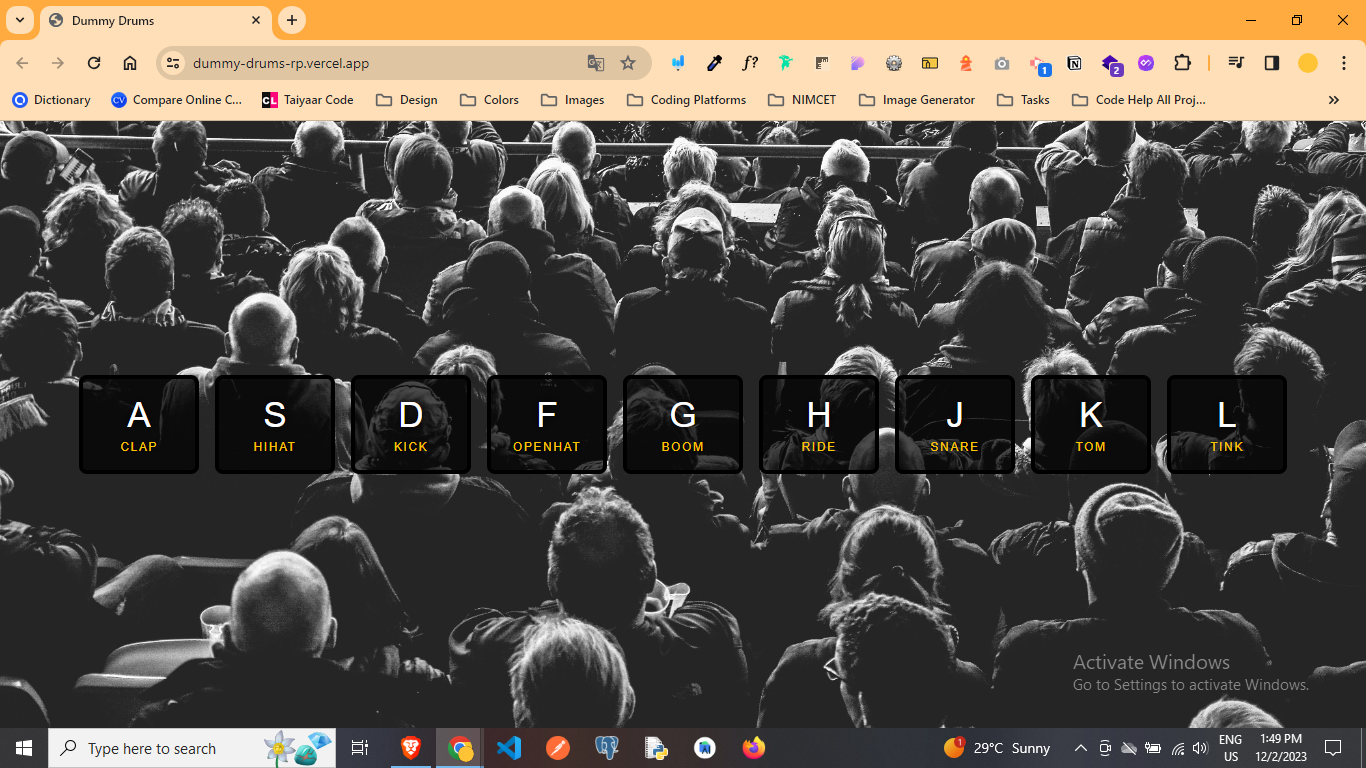 Dummy Drums
dummy-drums-rp.vercel.app
f?
1
2
Dictionary
CV Compare Online C...
CL Taiyaar Code
Design
Colors
Images
Coding Platforms
NIMCET
Image Generator
Tasks
Code Help All Proj...
A S D F G H J K L
CLAP HIHAT KICK OPENHAT BOOM RIDE SNARE TOM TINK
Activate Windows
Go to Settings to activate Windows.
Type here to search
1
29°C Sunny
ENG
US
1:49 PM
12/2/2023